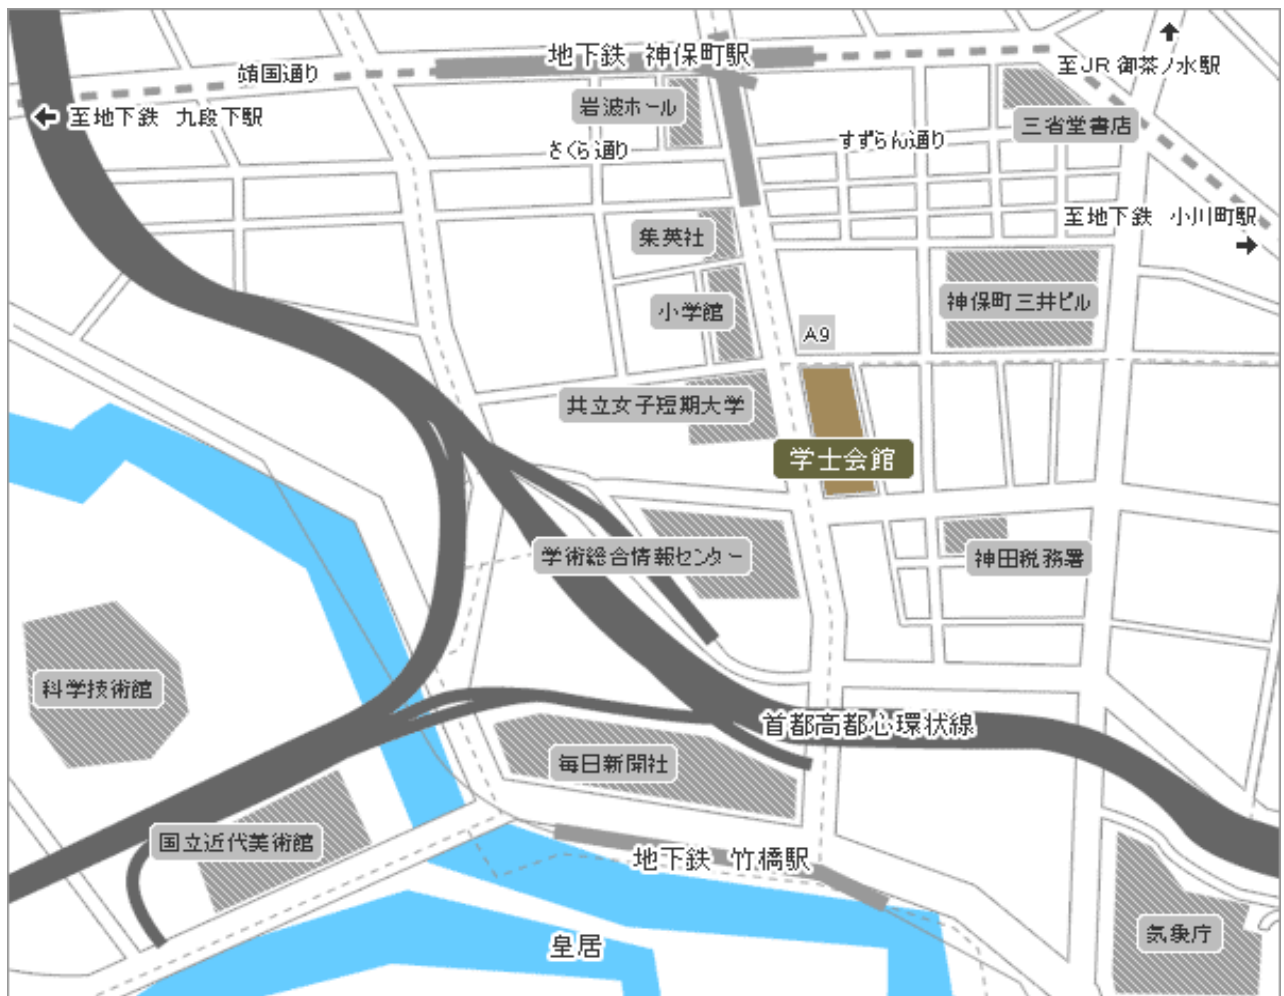 地下鉄 神保町駅
至JR 御茶ノ水駅
靖国通り
岩波ホール
至地下鉄 九段下駅
三省堂書店
さくら通り
すずらん通り
至地下鉄 小川町駅
集英社
神保町三井ビル
小学館
A9
共立女子短期大学
学士会館
学術総合情報センター
神田税務署
科学技術館
首都高都心環状線
毎日新聞社
国立近代美術館
地下鉄 竹橋駅
気象庁
皇居